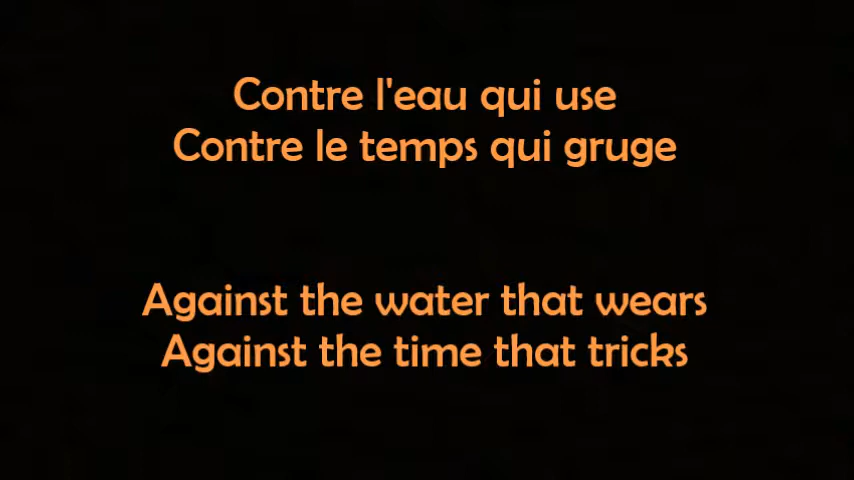 Contre l'eau qui use
Contre le temps qui gruge
Against the water that wears
Against the time that tricks